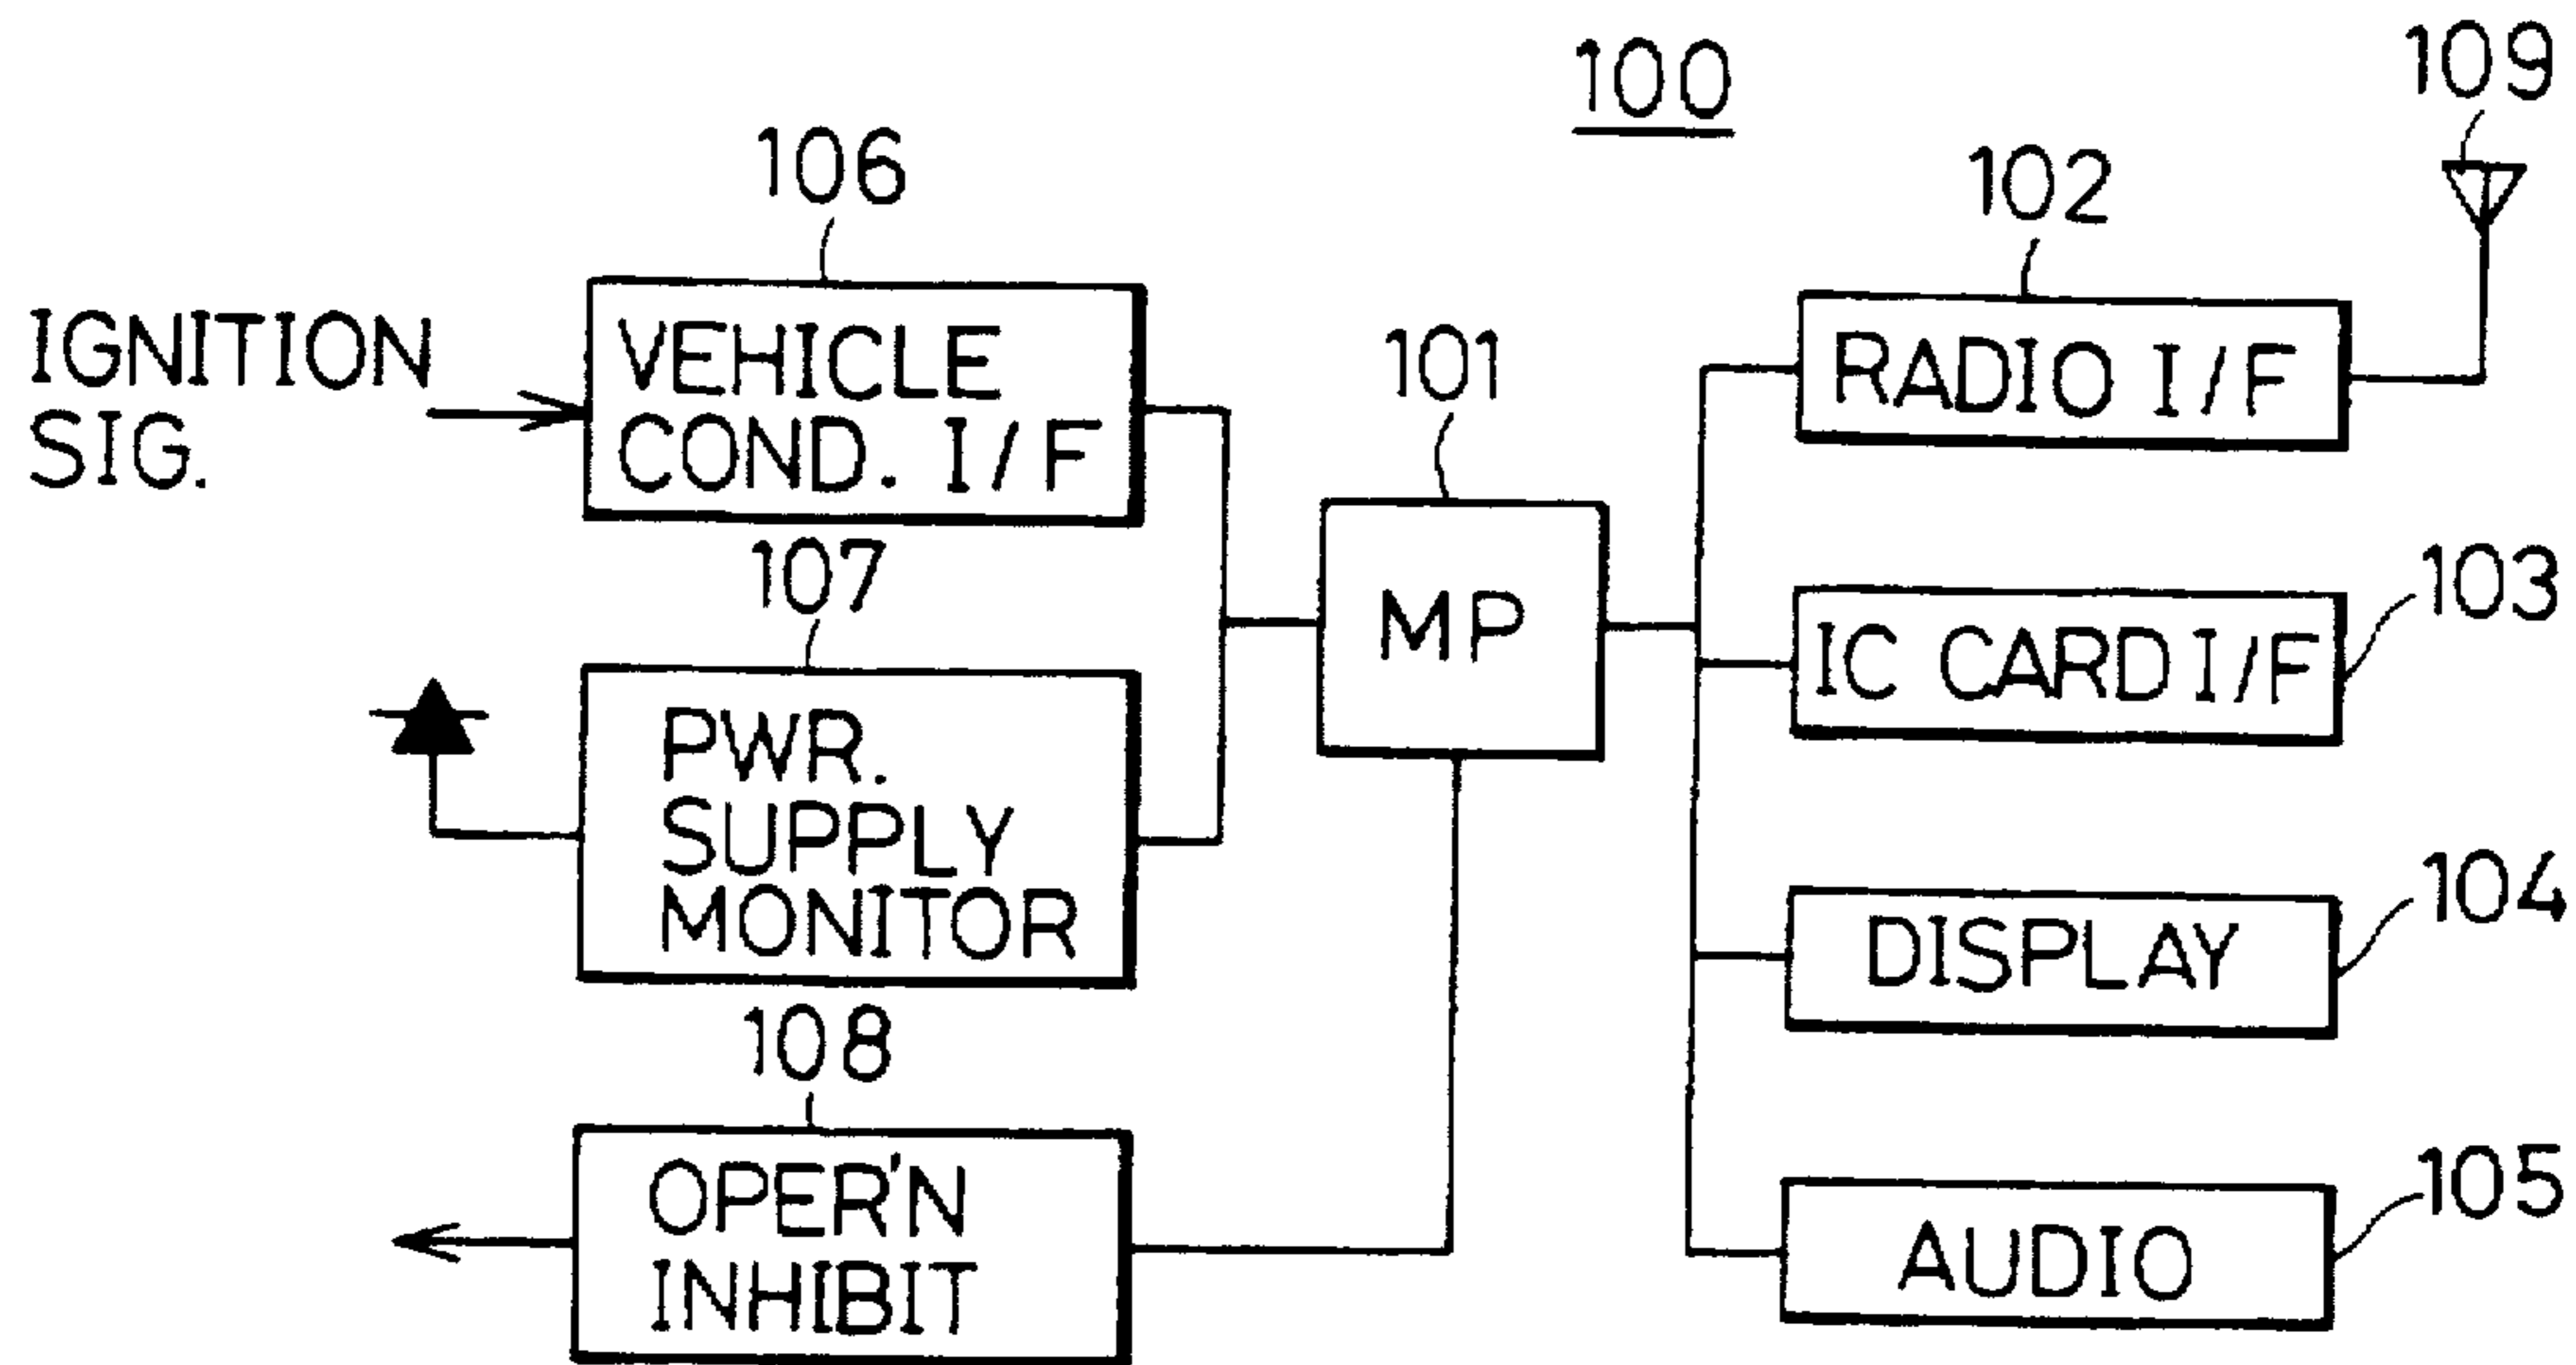 100
109
106
102
IGNITION
SIG.
VEHICLE
COND. I/F
101
RADIO I/F
107
MP
103
IC CARD I/F
PWR.
SUPPLY
MONITOR
104
DISPLAY
108
OPER'N
INHIBIT
105
AUDIO